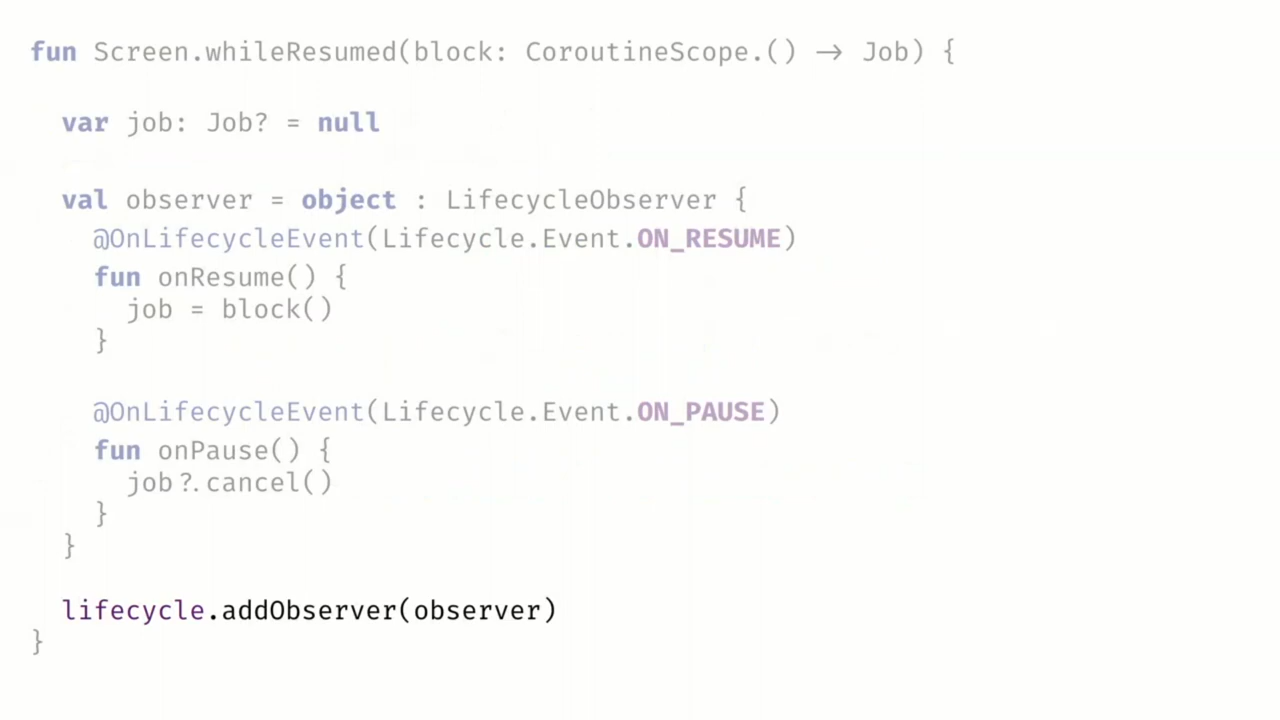 fun Screen.whileResumed(block: CoroutineScope.() → Job) {
var job: Job? = null
val observer = object : LifecycleObserver {
@OnLifecycleEvent(Lifecycle.Event.ON_RESUME)
fun onResume() {
job = block()
}
@OnLifecycleEvent(Lifecycle.Event.ON_PAUSE)
fun onPause() {
job?.cancel()
}
}
lifecycle.addObserver(observer)
}